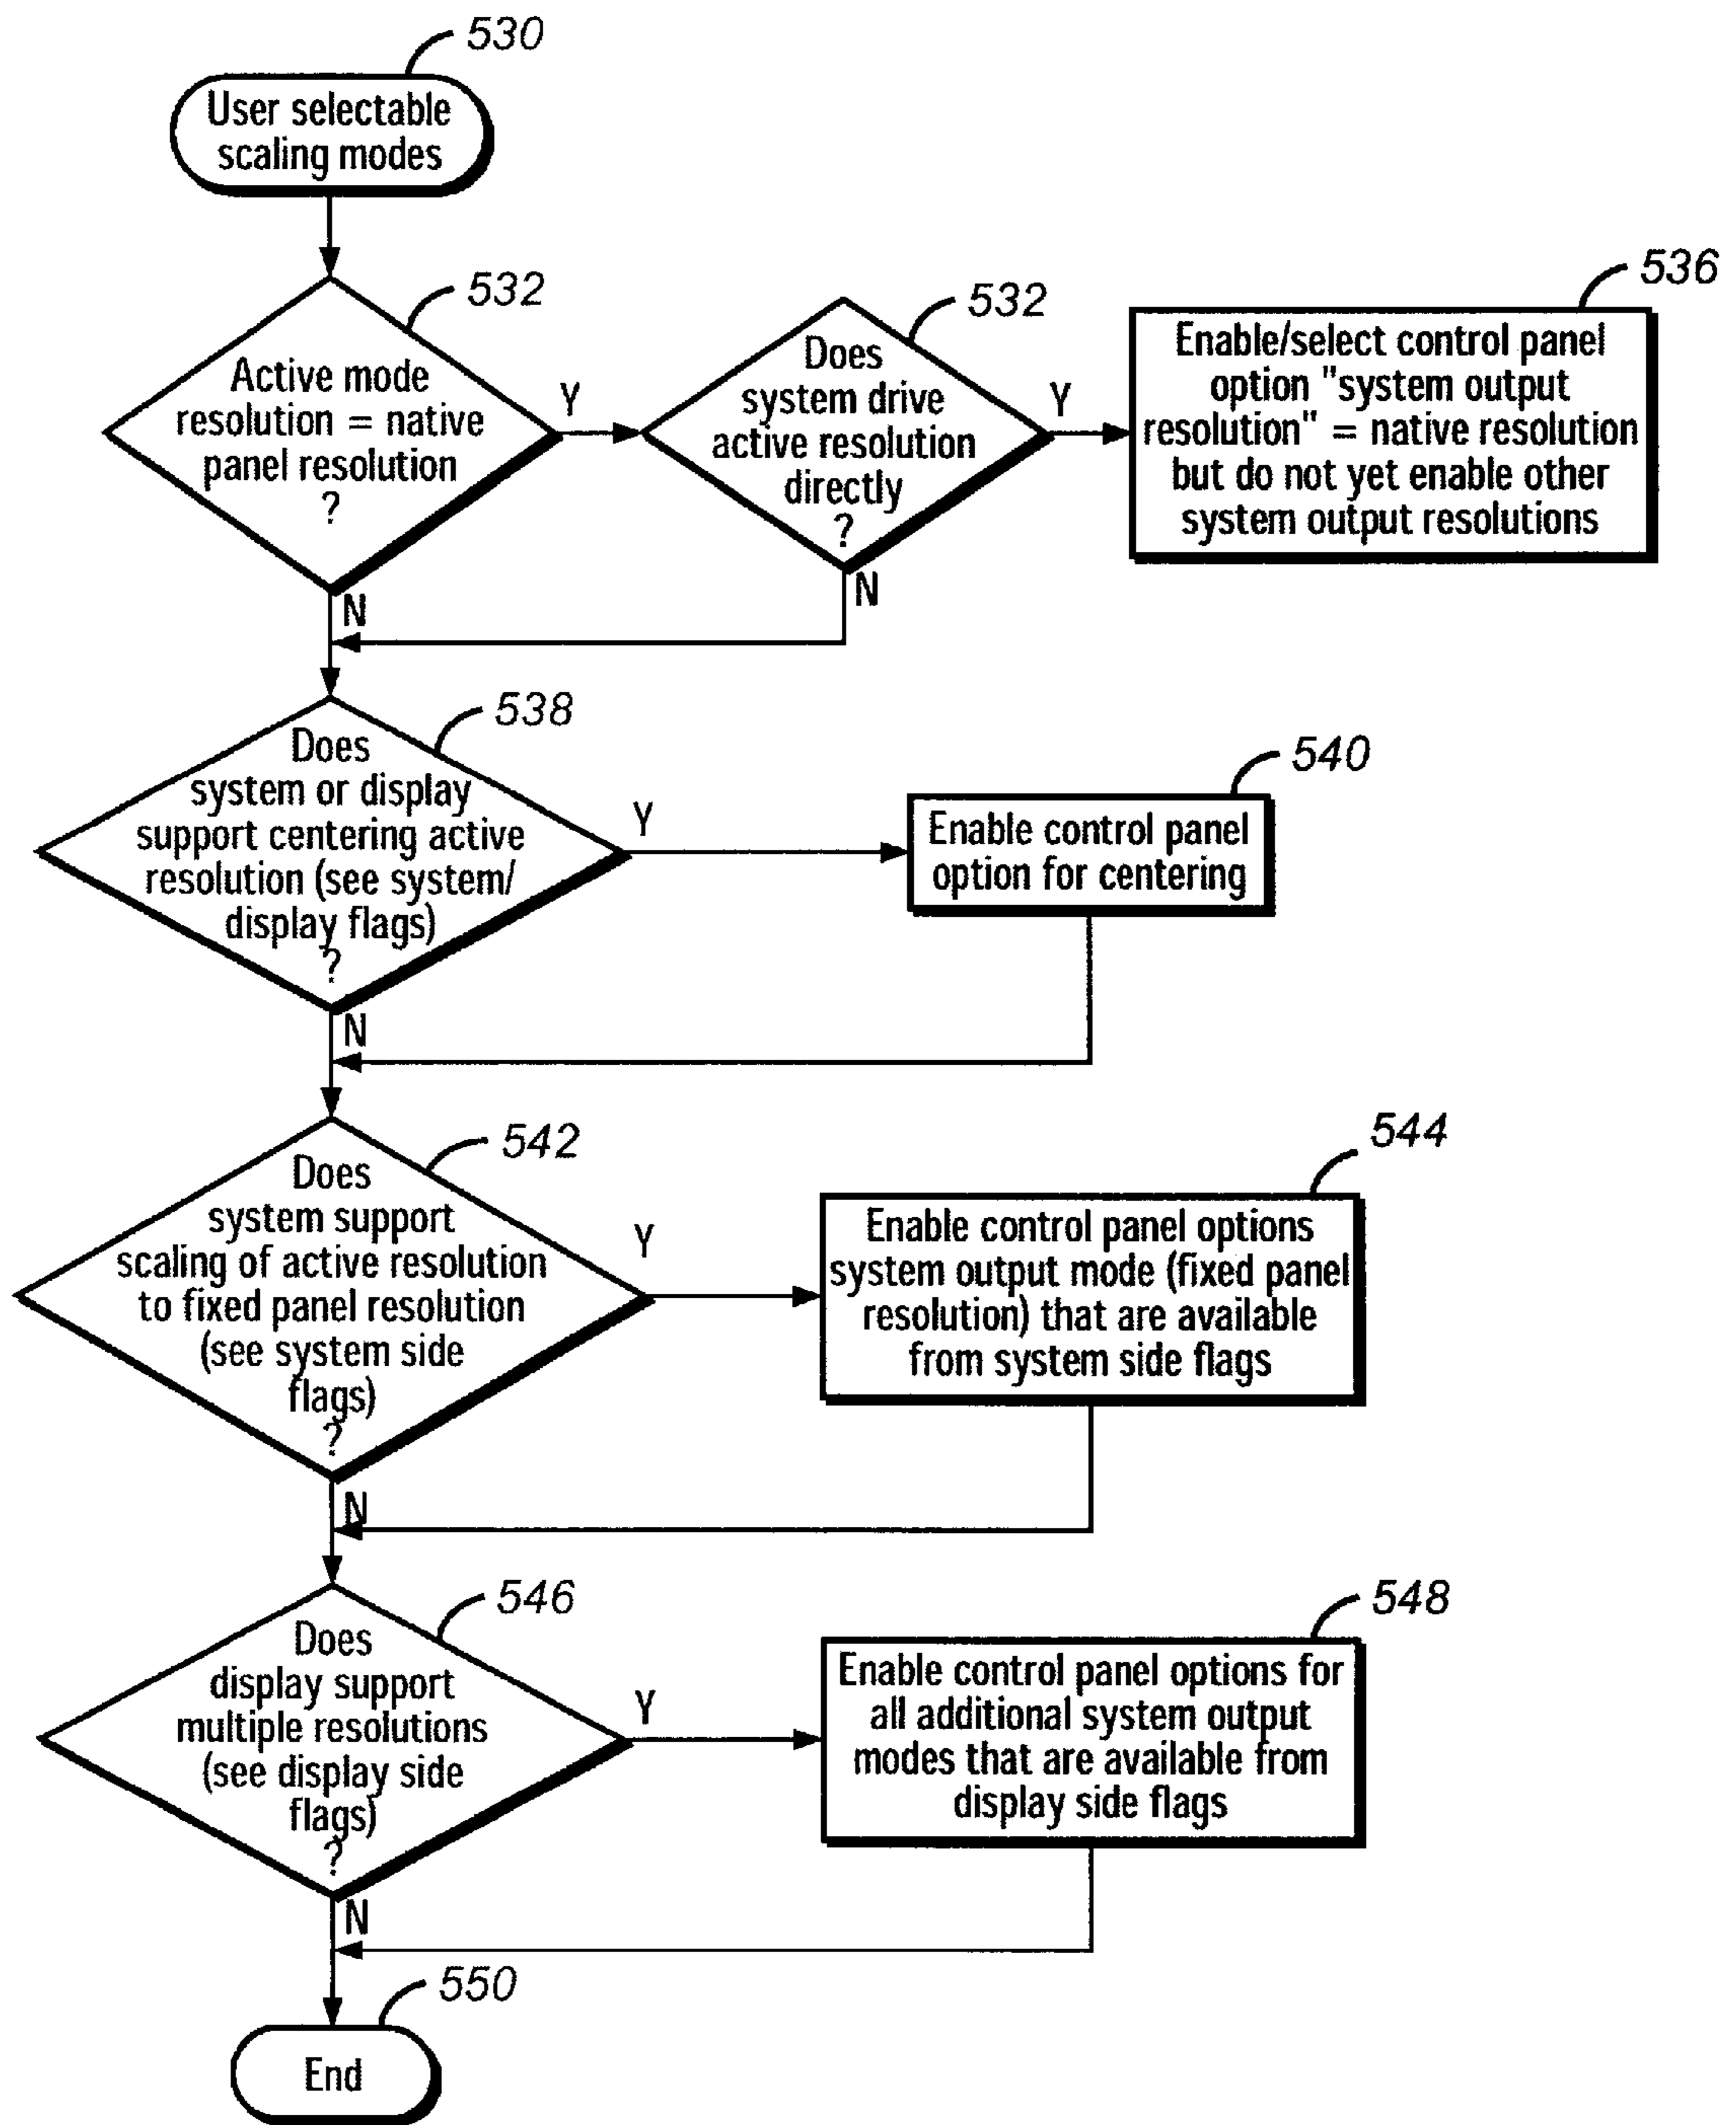 530
User selectable
scaling modes
532
Active mode
resolution = native
panel resolution
?
Y
N
532
Does
system drive
active resolution
directly
?
Y
N
536
Enable/select control panel
option "system output
resolution" = native resolution
but do not yet enable other
system output resolutions
538
Does
system or display
support centering active
resolution (see system/
display flags)
?
Y
N
540
Enable control panel
option for centering
542
Does
system support
scaling of active resolution
to fixed panel resolution
(see system side
flags)
?
Y
N
544
Enable control panel options
system output mode (fixed panel
resolution) that are available
from system side flags
546
Does
display support
multiple resolutions
(see display side
flags)
?
Y
N
548
Enable control panel options for
all additional system output
modes that are available from
display side flags
550
End